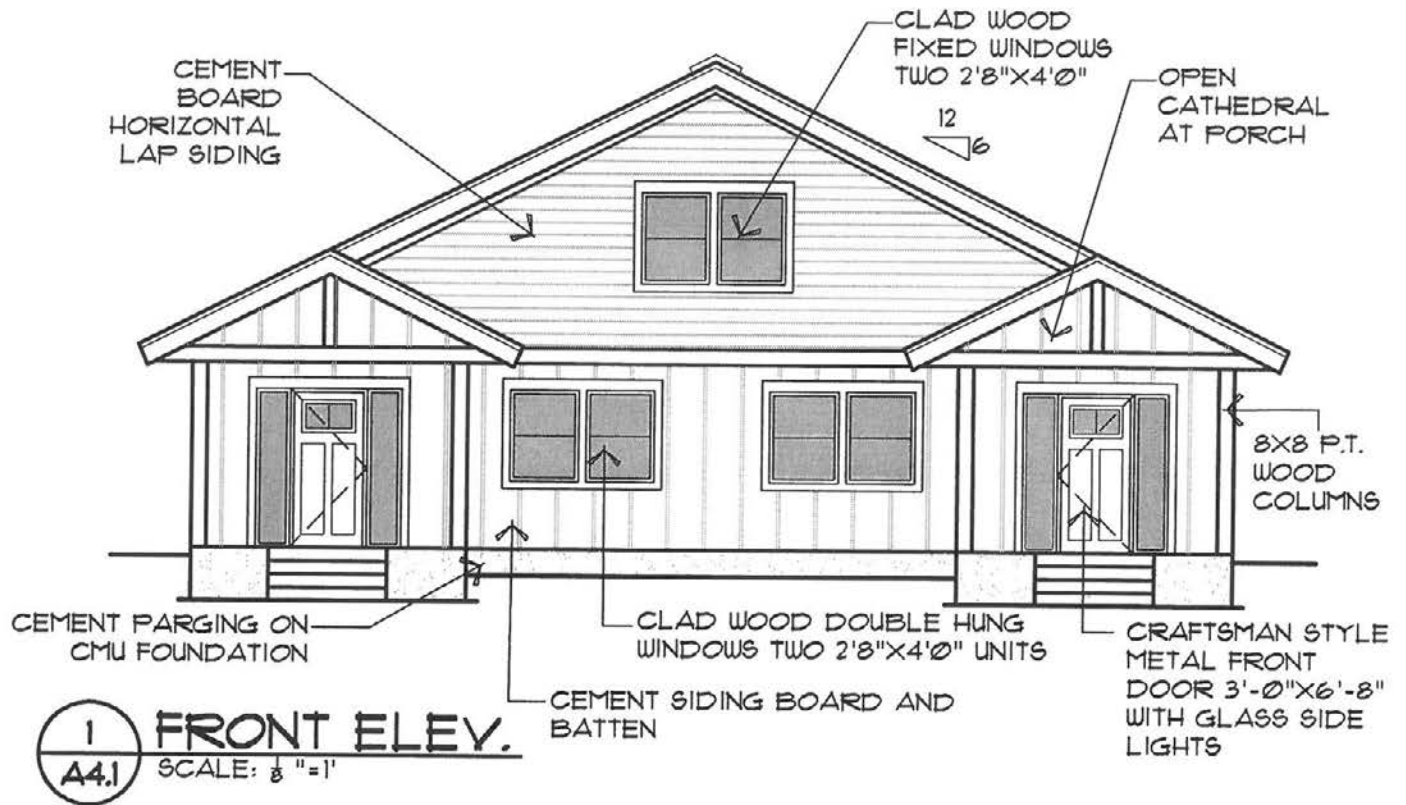 CEMENT
BOARD
HORIZONTAL
LAP SIDING
CLAD WOOD
FIXED WINDOWS
TWO 2'8"X4'0"
12
6
OPEN
CATHEDRAL
AT PORCH
8X8 P.T.
WOOD
COLUMNS
CEMENT PARGING ON
CMU FOUNDATION
CLAD WOOD DOUBLE HUNG
WINDOWS TWO 2'8"X4'0" UNITS
CEMENT SIDING BOARD AND
BATTEN
CRAFTSMAN STYLE
METAL FRONT
DOOR 3'-0"X6'-8"
WITH GLASS SIDE
LIGHTS
1
A4.1
FRONT ELEV.
SCALE: 1/8 "=1'